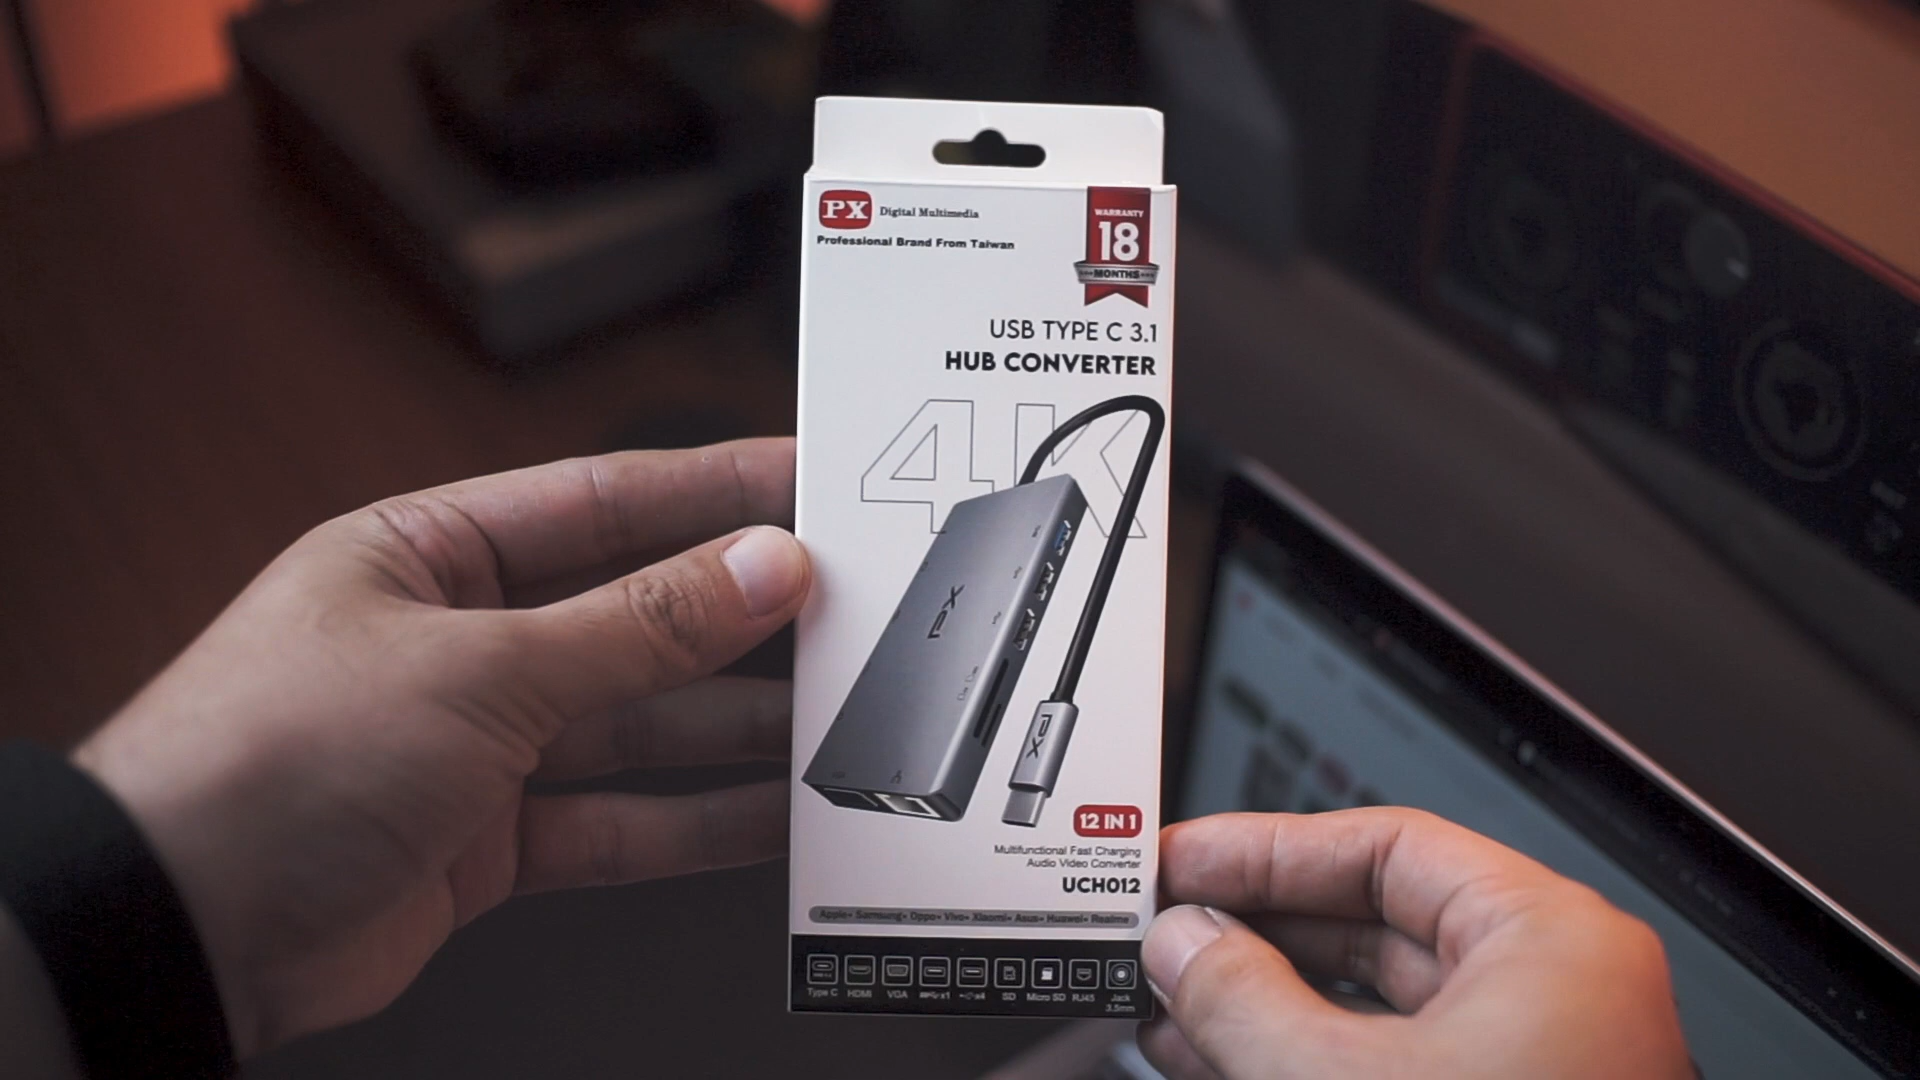 PX Digital Multimedia
Professional Brand From Taiwan
WARRANTY
18
MONTHS
USB TYPE C 3.1
HUB CONVERTER
4K
PX
PX
12 IN 1
Multifunctional Fast Charging
Audio Video Converter
UCH012
Apple• Samsung• Oppo• Vivo• Xiaomi• Asus• Huawei• Realme
Type C HDMI VGA x1 x4 SD Micro SD RJ45 Jack
3.5mm